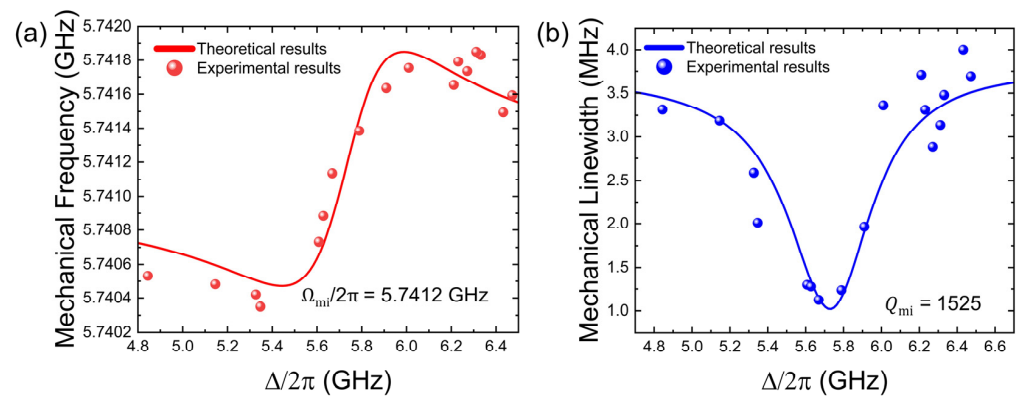 (a)
Mechanical Frequency (GHz)
5.7420
5.7418
5.7416
5.7414
5.7412
5.7410
5.7408
5.7406
5.7404
5.7402
Theoretical results
Experimental results
Ωmi/2π = 5.7412 GHz
4.8 5.0 5.2 5.4 5.6 5.8 6.0 6.2 6.4
Δ/2π (GHz)
(b)
Mechanical Linewidth (MHz)
4.0
3.5
3.0
2.5
2.0
1.5
1.0
Theoretical results
Experimental results
Qmi = 1525
4.8 5.0 5.2 5.4 5.6 5.8 6.0 6.2 6.4 6.6
Δ/2π (GHz)